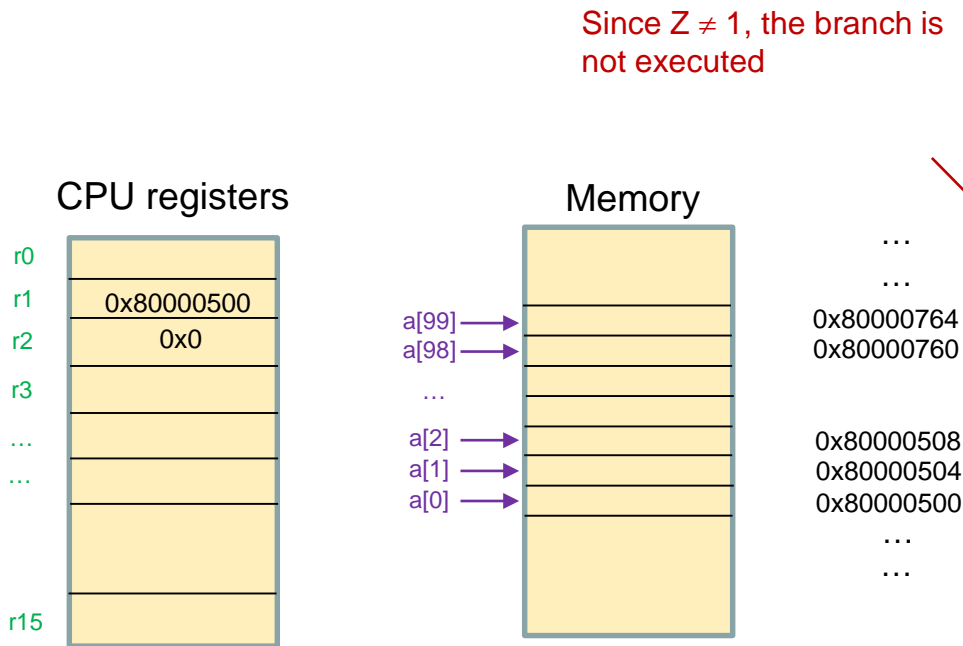 Since Z ≠ 1, the branch is
not executed
CPU registers
r0
r1
0x80000500
r2
0x0
r3
…
…
r15
Memory
…
…
a[99]
0x80000764
a[98]
0x80000760
…
a[2]
0x80000508
a[1]
0x80000504
a[0]
0x80000500
…
…